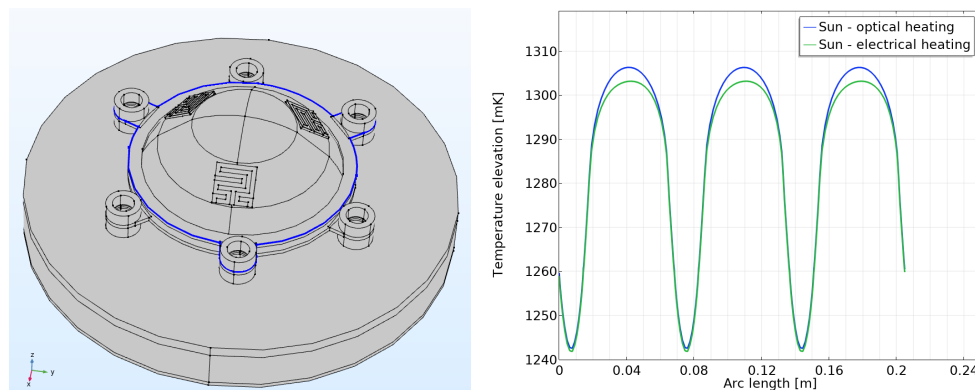 z
y
x
Temperature elevation [mK]
1310
1300
1290
1280
1270
1260
1250
1240
0
0.04
0.08
0.12
0.16
0.2
0.24
Arc length [m]
Sun - optical heating
Sun - electrical heating